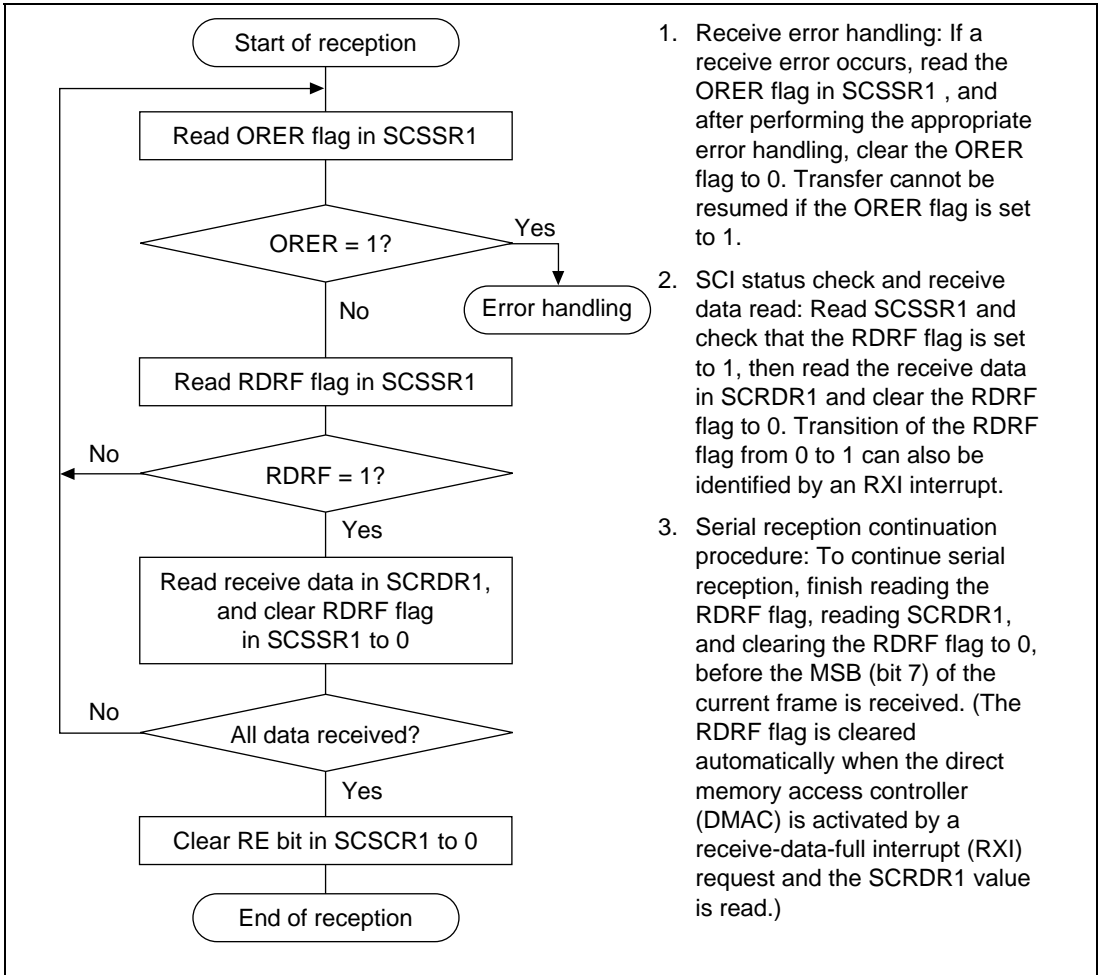 Start of reception
Read ORER flag in SCSSR1
ORER = 1?
Yes
Error handling
No
Read RDRF flag in SCSSR1
No
RDRF = 1?
Yes
Read receive data in SCRDR1,
and clear RDRF flag
in SCSSR1 to 0
No
All data received?
Yes
Clear RE bit in SCSCR1 to 0
End of reception
1. Receive error handling: If a
receive error occurs, read the
ORER flag in SCSSR1 , and
after performing the appropriate
error handling, clear the ORER
flag to 0. Transfer cannot be
resumed if the ORER flag is set
to 1.
2. SCI status check and receive
data read: Read SCSSR1 and
check that the RDRF flag is set
to 1, then read the receive data
in SCRDR1 and clear the RDRF
flag to 0. Transition of the RDRF
flag from 0 to 1 can also be
identified by an RXI interrupt.
3. Serial reception continuation
procedure: To continue serial
reception, finish reading the
RDRF flag, reading SCRDR1,
and clearing the RDRF flag to 0,
before the MSB (bit 7) of the
current frame is received. (The
RDRF flag is cleared
automatically when the direct
memory access controller
(DMAC) is activated by a
receive-data-full interrupt (RXI)
request and the SCRDR1 value
is read.)